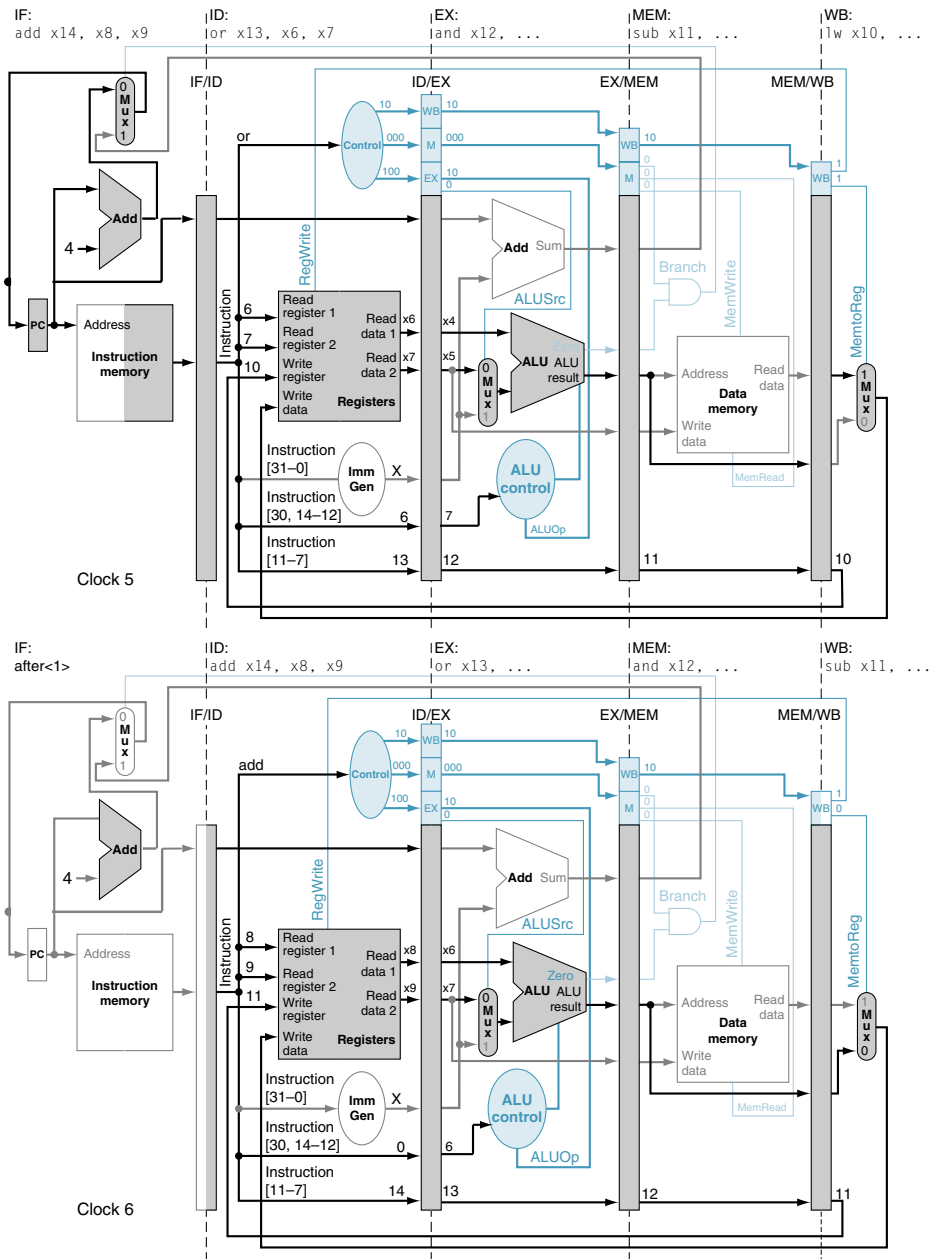 IF: ID: EX: MEM: WB:
add x14, x8, x9 or x13, x6, x7 and x12, ... sub x11, ... lw x10, ...
IF/ID ID/EX EX/MEM MEM/WB
0
Mux
1
or
Control
10 WB 10
000 M 000
100 EX 10
0
WB 10
0
M 0
0
WB 1
1
Add
4
RegWrite
Add Sum
Branch
ALUSrc
MemWrite
MemtoReg
PC
Address
Instruction memory
Instruction
6 Read register 1
7 Read register 2
10 Write register
Write data
Read data 1 x6 x4
Read data 2 x7 x5
Registers
0
Mux
1
Zero
ALU ALU result
Address Read data
Data memory
Write data
MemRead
1
Mux
0
Instruction [31–0]
Imm Gen X
ALU control
Instruction [30, 14–12] 6 7
ALUOp
Instruction [11–7] 13 12 11 10
Clock 5
IF: ID: EX: MEM: WB:
after<1> add x14, x8, x9 or x13, ... and x12, ... sub x11, ...
IF/ID ID/EX EX/MEM MEM/WB
0
Mux
1
add
Control
10 WB 10
000 M 000
100 EX 10
0
WB 10
0
M 0
0
WB 1
0
Add
4
RegWrite
Add Sum
Branch
ALUSrc
MemWrite
MemtoReg
PC
Address
Instruction memory
Instruction
8 Read register 1
9 Read register 2
11 Write register
Write data
Read data 1 x8 x6
Read data 2 x9 x7
Registers
0
Mux
1
Zero
ALU ALU result
Address Read data
Data memory
Write data
MemRead
1
Mux
0
Instruction [31–0]
Imm Gen X
ALU control
Instruction [30, 14–12] 0 6
ALUOp
Instruction [11–7] 14 13 12 11
Clock 6